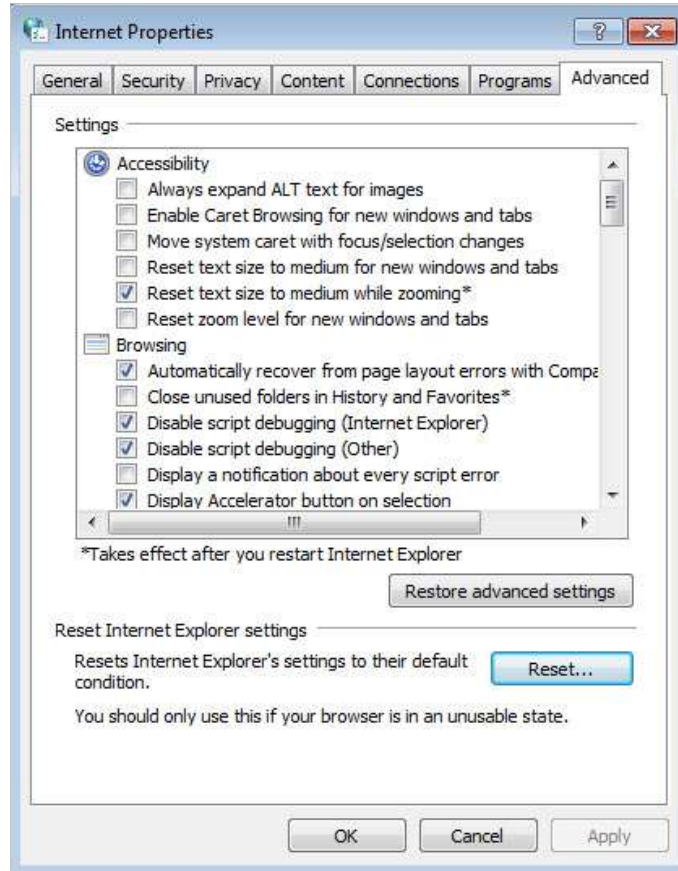 Internet Properties
General Security Privacy Content Connections Programs Advanced
Settings
Accessibility
Always expand ALT text for images
Enable Caret Browsing for new windows and tabs
Move system caret with focus/selection changes
Reset text size to medium for new windows and tabs
Reset text size to medium while zooming*
Reset zoom level for new windows and tabs
Browsing
Automatically recover from page layout errors with Compa
Close unused folders in History and Favorites*
Disable script debugging (Internet Explorer)
Disable script debugging (Other)
Display a notification about every script error
Display Accelerator button on selection
*Takes effect after you restart Internet Explorer
Restore advanced settings
Reset Internet Explorer settings
Resets Internet Explorer's settings to their default
condition.
Reset...
You should only use this if your browser is in an unusable state.
OK Cancel Apply